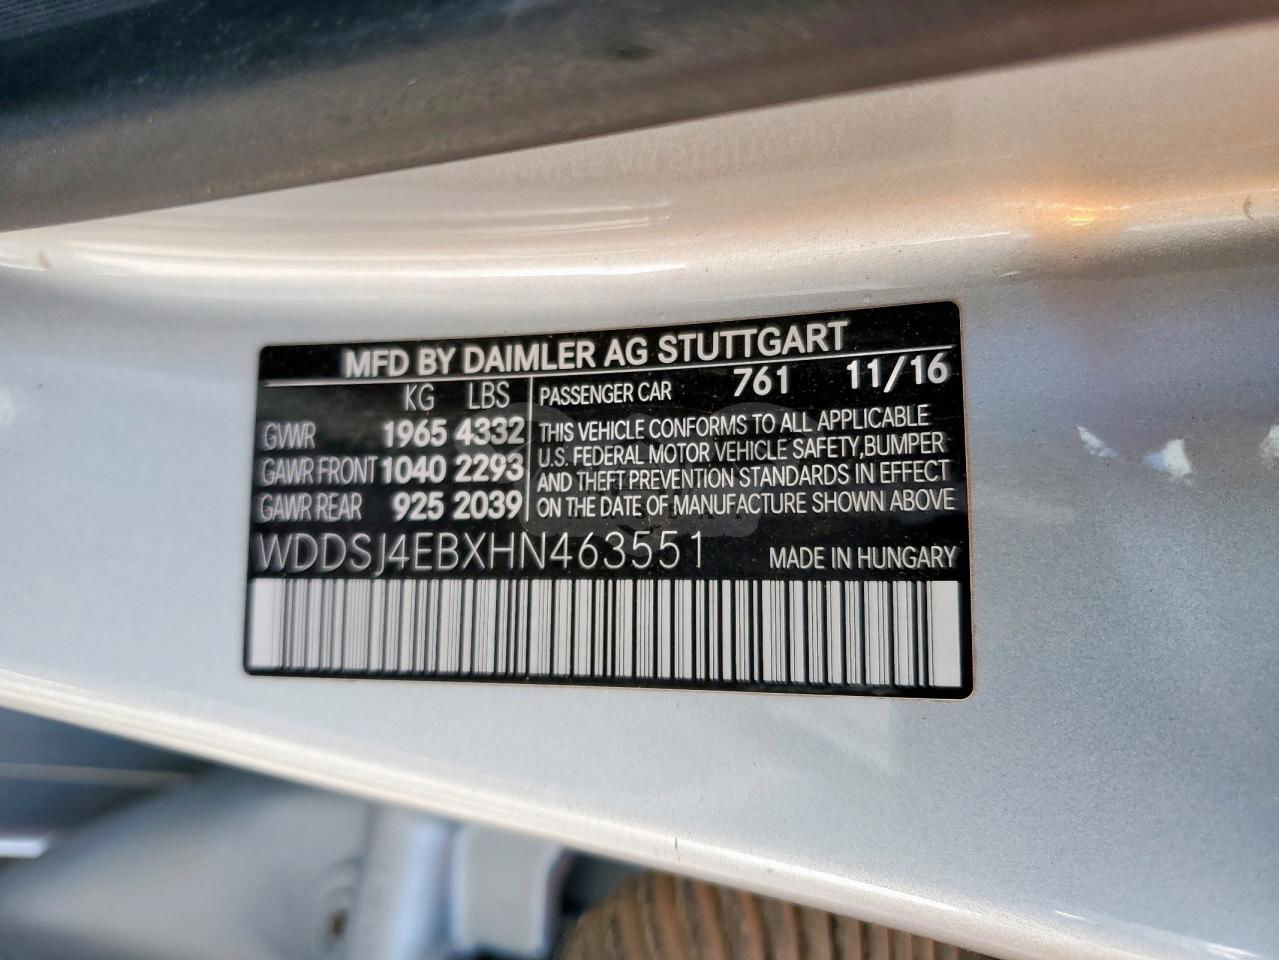 MFD BY DAIMLER AG STUTTGART
KG LBS
GVWR 1965 4332
GAWR FRONT 1040 2293
GAWR REAR 925 2039
PASSENGER CAR 761 11/16
THIS VEHICLE CONFORMS TO ALL APPLICABLE
U.S. FEDERAL MOTOR VEHICLE SAFETY,BUMPER
AND THEFT PREVENTION STANDARDS IN EFFECT
ON THE DATE OF MANUFACTURE SHOWN ABOVE
WDDSJ4EBXHN463551 MADE IN HUNGARY